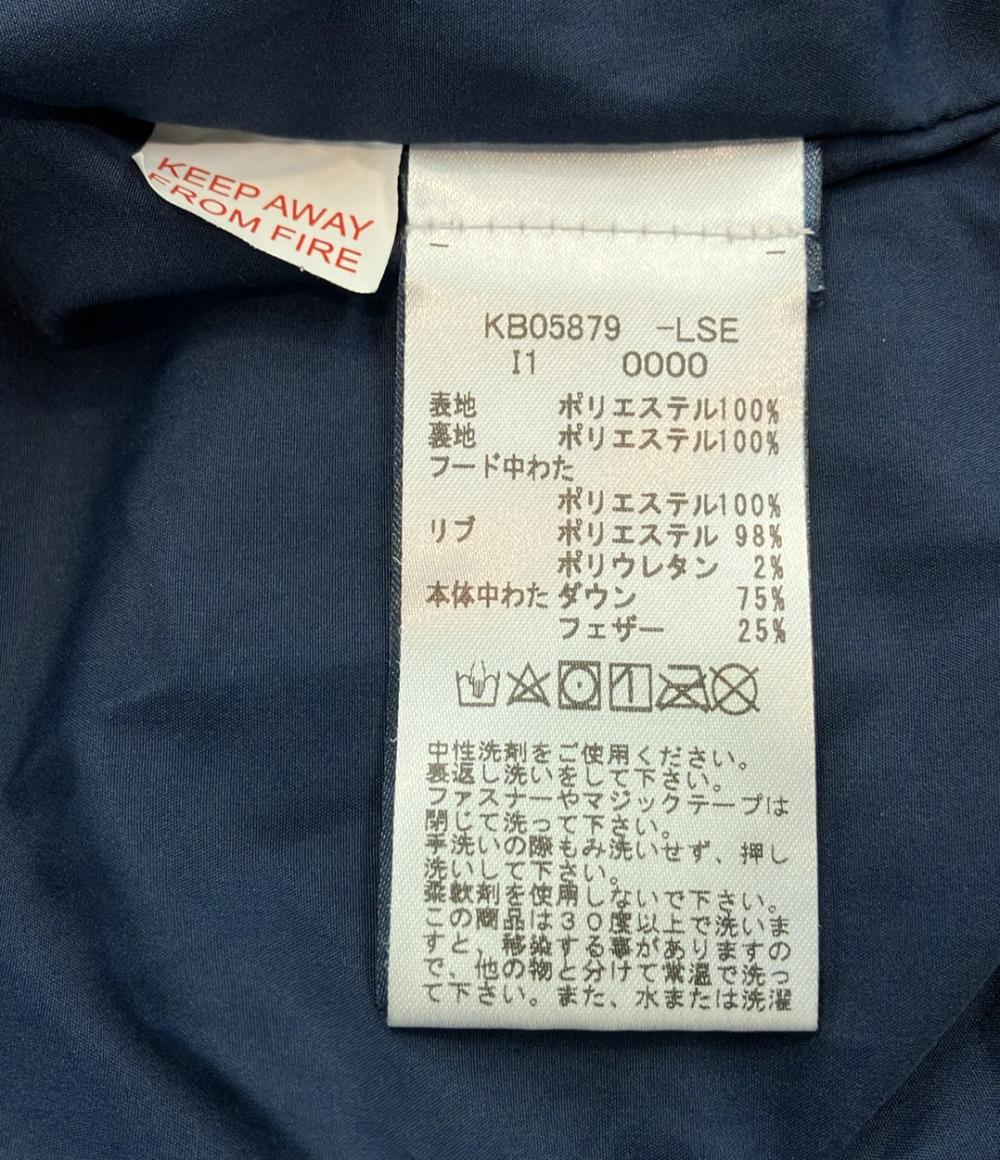 KEEP AWAY
FROM FIRE
KB05879 -LSE
I1 0000
表地 ポリエステル100%
裏地 ポリエステル100%
フード中わた
ポリエステル100%
リブ ポリエステル 98%
ポリウレタン 2%
本体中わた ダウン 75%
フェザー 25%
中性洗剤をご使用ください。
裏返し洗いをして下さい。
ファスナーやマジックテープは
閉じて洗って下さい。
手洗いの際もみ洗いせず、押し
洗いして下さい。
柔軟剤を使用しないで下さい。
この商品は30度以上で洗いま
すと、移染する事がありますの
で、他の物と分けて常温で洗っ
て下さい。また、水または洗濯